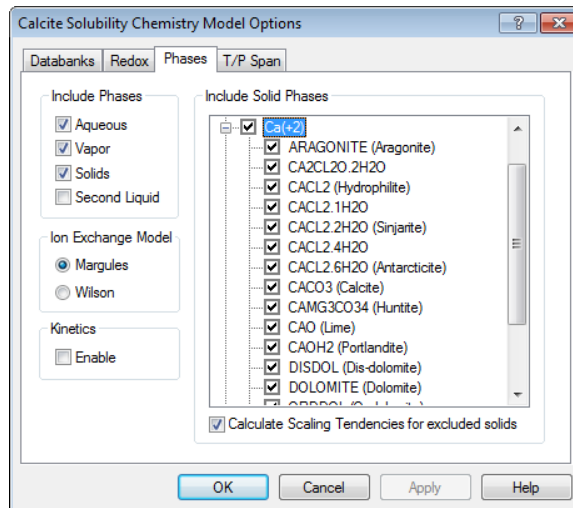 Calcite Solubility Chemistry Model Options
Databanks Redox Phases T/P Span
Include Phases
Aqueous
Vapor
Solids
Second Liquid
Ion Exchange Model
Margules
Wilson
Kinetics
Enable
Include Solid Phases
Ca(+2)
ARAGONITE (Aragonite)
CA2CL2O.2H2O
CACL2 (Hydrophilite)
CACL2.1H2O
CACL2.2H2O (Sinjarite)
CACL2.4H2O
CACL2.6H2O (Antarcticite)
CACO3 (Calcite)
CAMG3CO34 (Huntite)
CAO (Lime)
CAOH2 (Portlandite)
DISDOL (Dis-dolomite)
DOLOMITE (Dolomite)
Calculate Scaling Tendencies for excluded solids
OK Cancel Apply Help